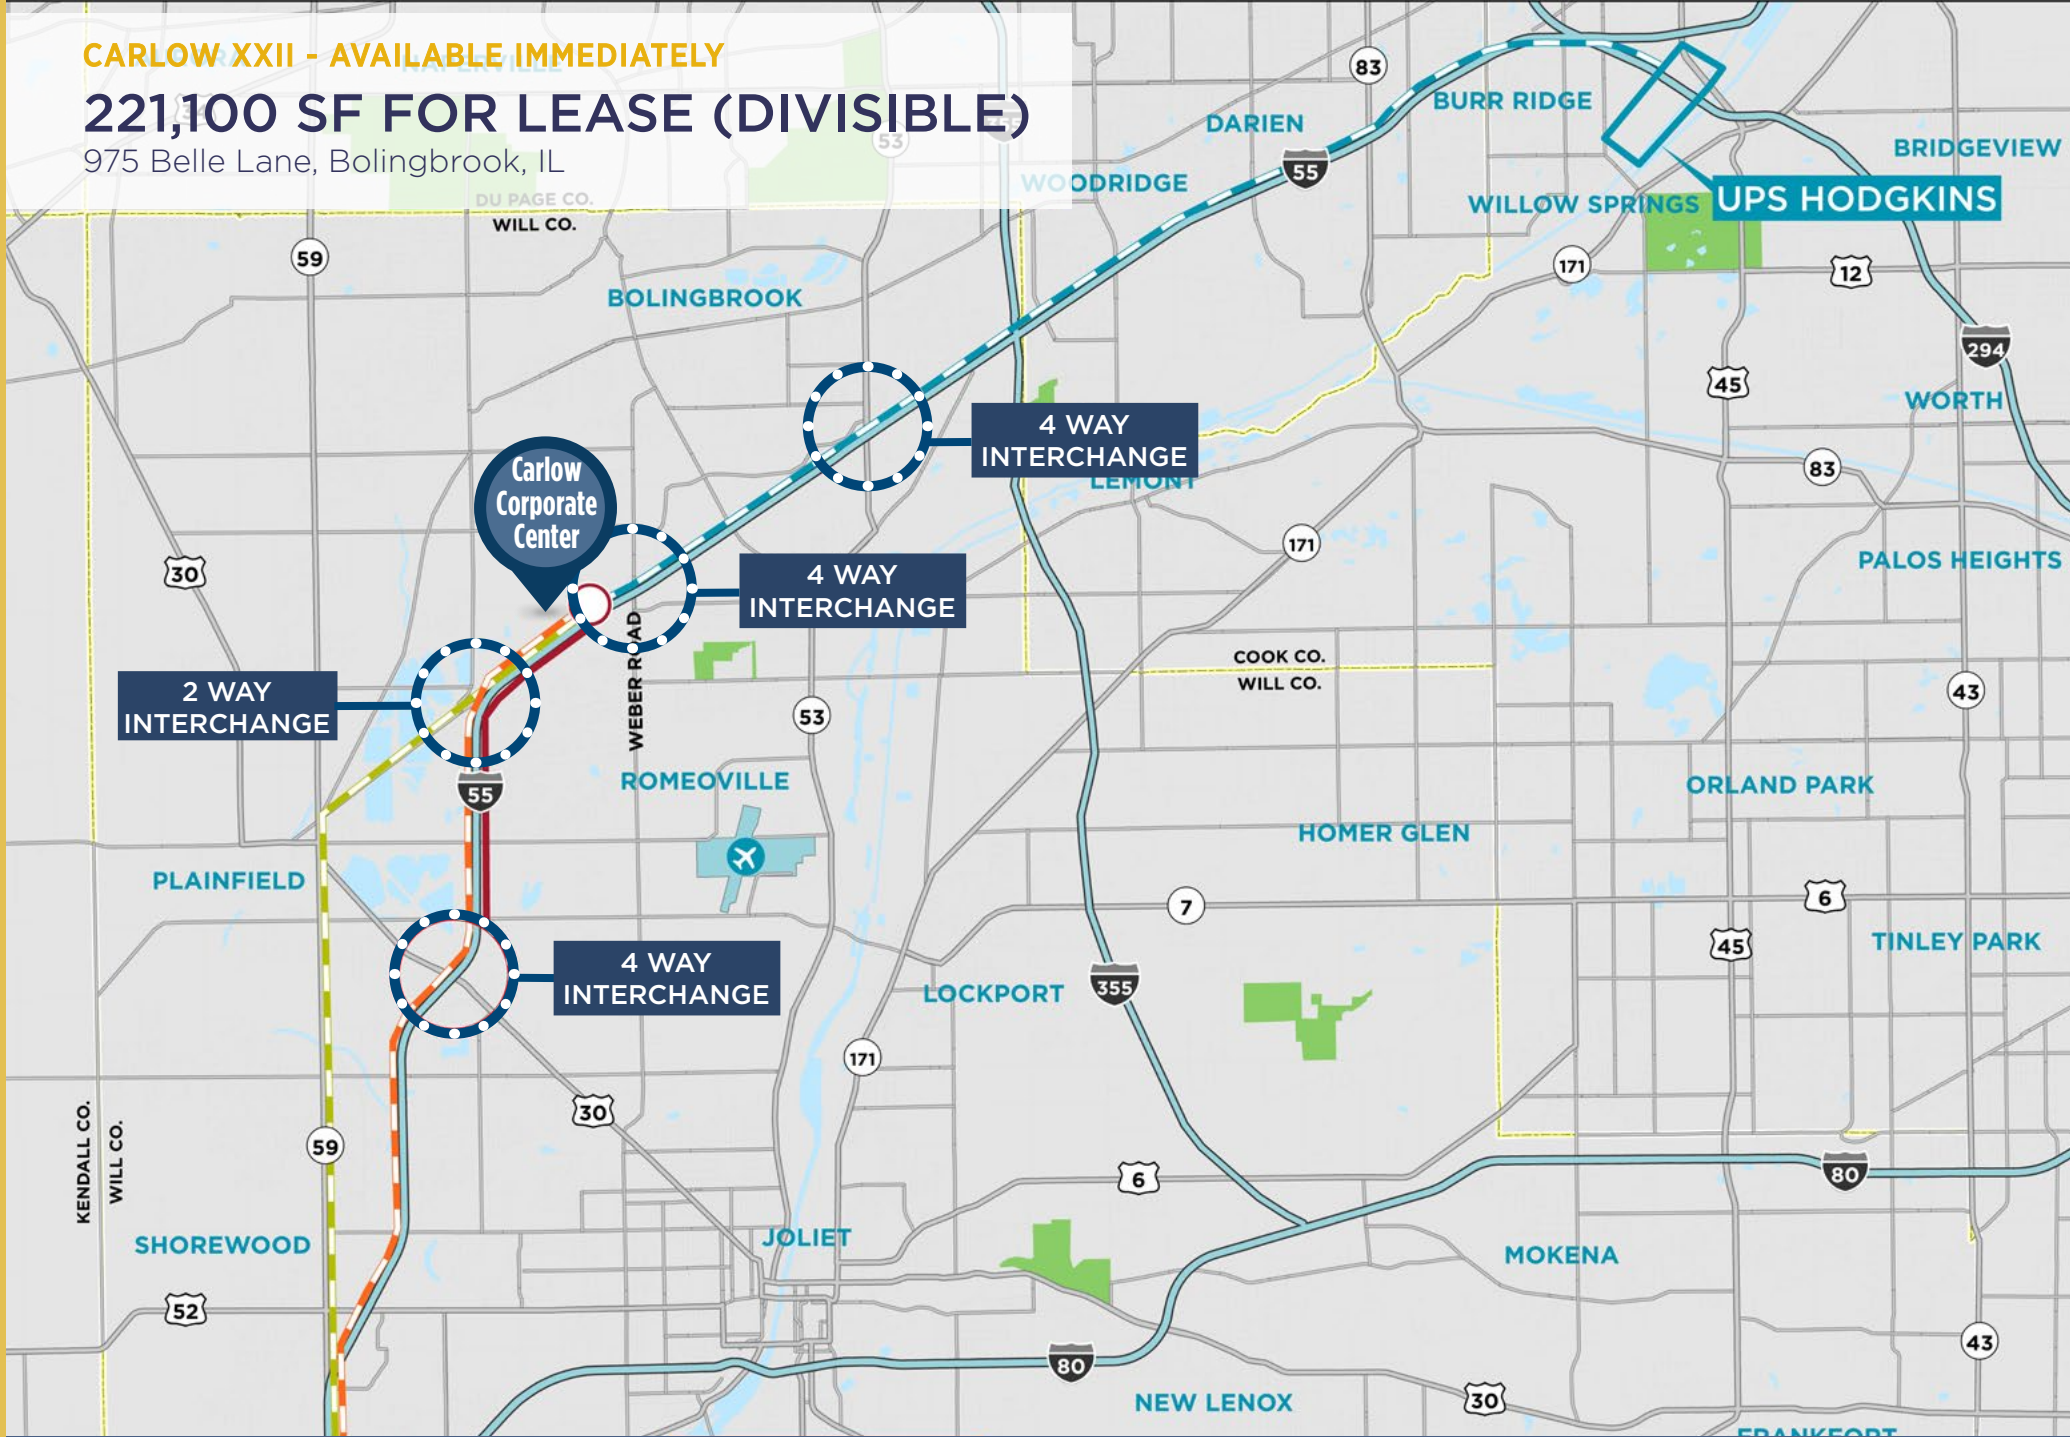 CARLOW XXII - AVAILABLE IMMEDIATELY
221,100 SF FOR LEASE (DIVISIBLE)
975 Belle Lane, Bolingbrook, IL
NAPERVILLE
34
53
355
DU PAGE CO.
WILL CO.
83
BURR RIDGE
DARIEN
BRIDGEVIEW
55
WOODRIDGE
WILLOW SPRINGS
UPS HODGKINS
59
171
12
BOLINGBROOK
294
45
WORTH
4 WAY
INTERCHANGE
LEMONT
83
Carlow
Corporate
Center
30
171
PALOS HEIGHTS
4 WAY
INTERCHANGE
WEBER ROAD
COOK CO.
WILL CO.
2 WAY
INTERCHANGE
43
53
55
ROMEOVILLE
ORLAND PARK
HOMER GLEN
PLAINFIELD
7
6
45
TINLEY PARK
4 WAY
INTERCHANGE
LOCKPORT
355
171
30
KENDALL CO.
WILL CO.
59
6
80
SHOREWOOD
JOLIET
MOKENA
52
43
80
NEW LENOX
30
FRANKFORT